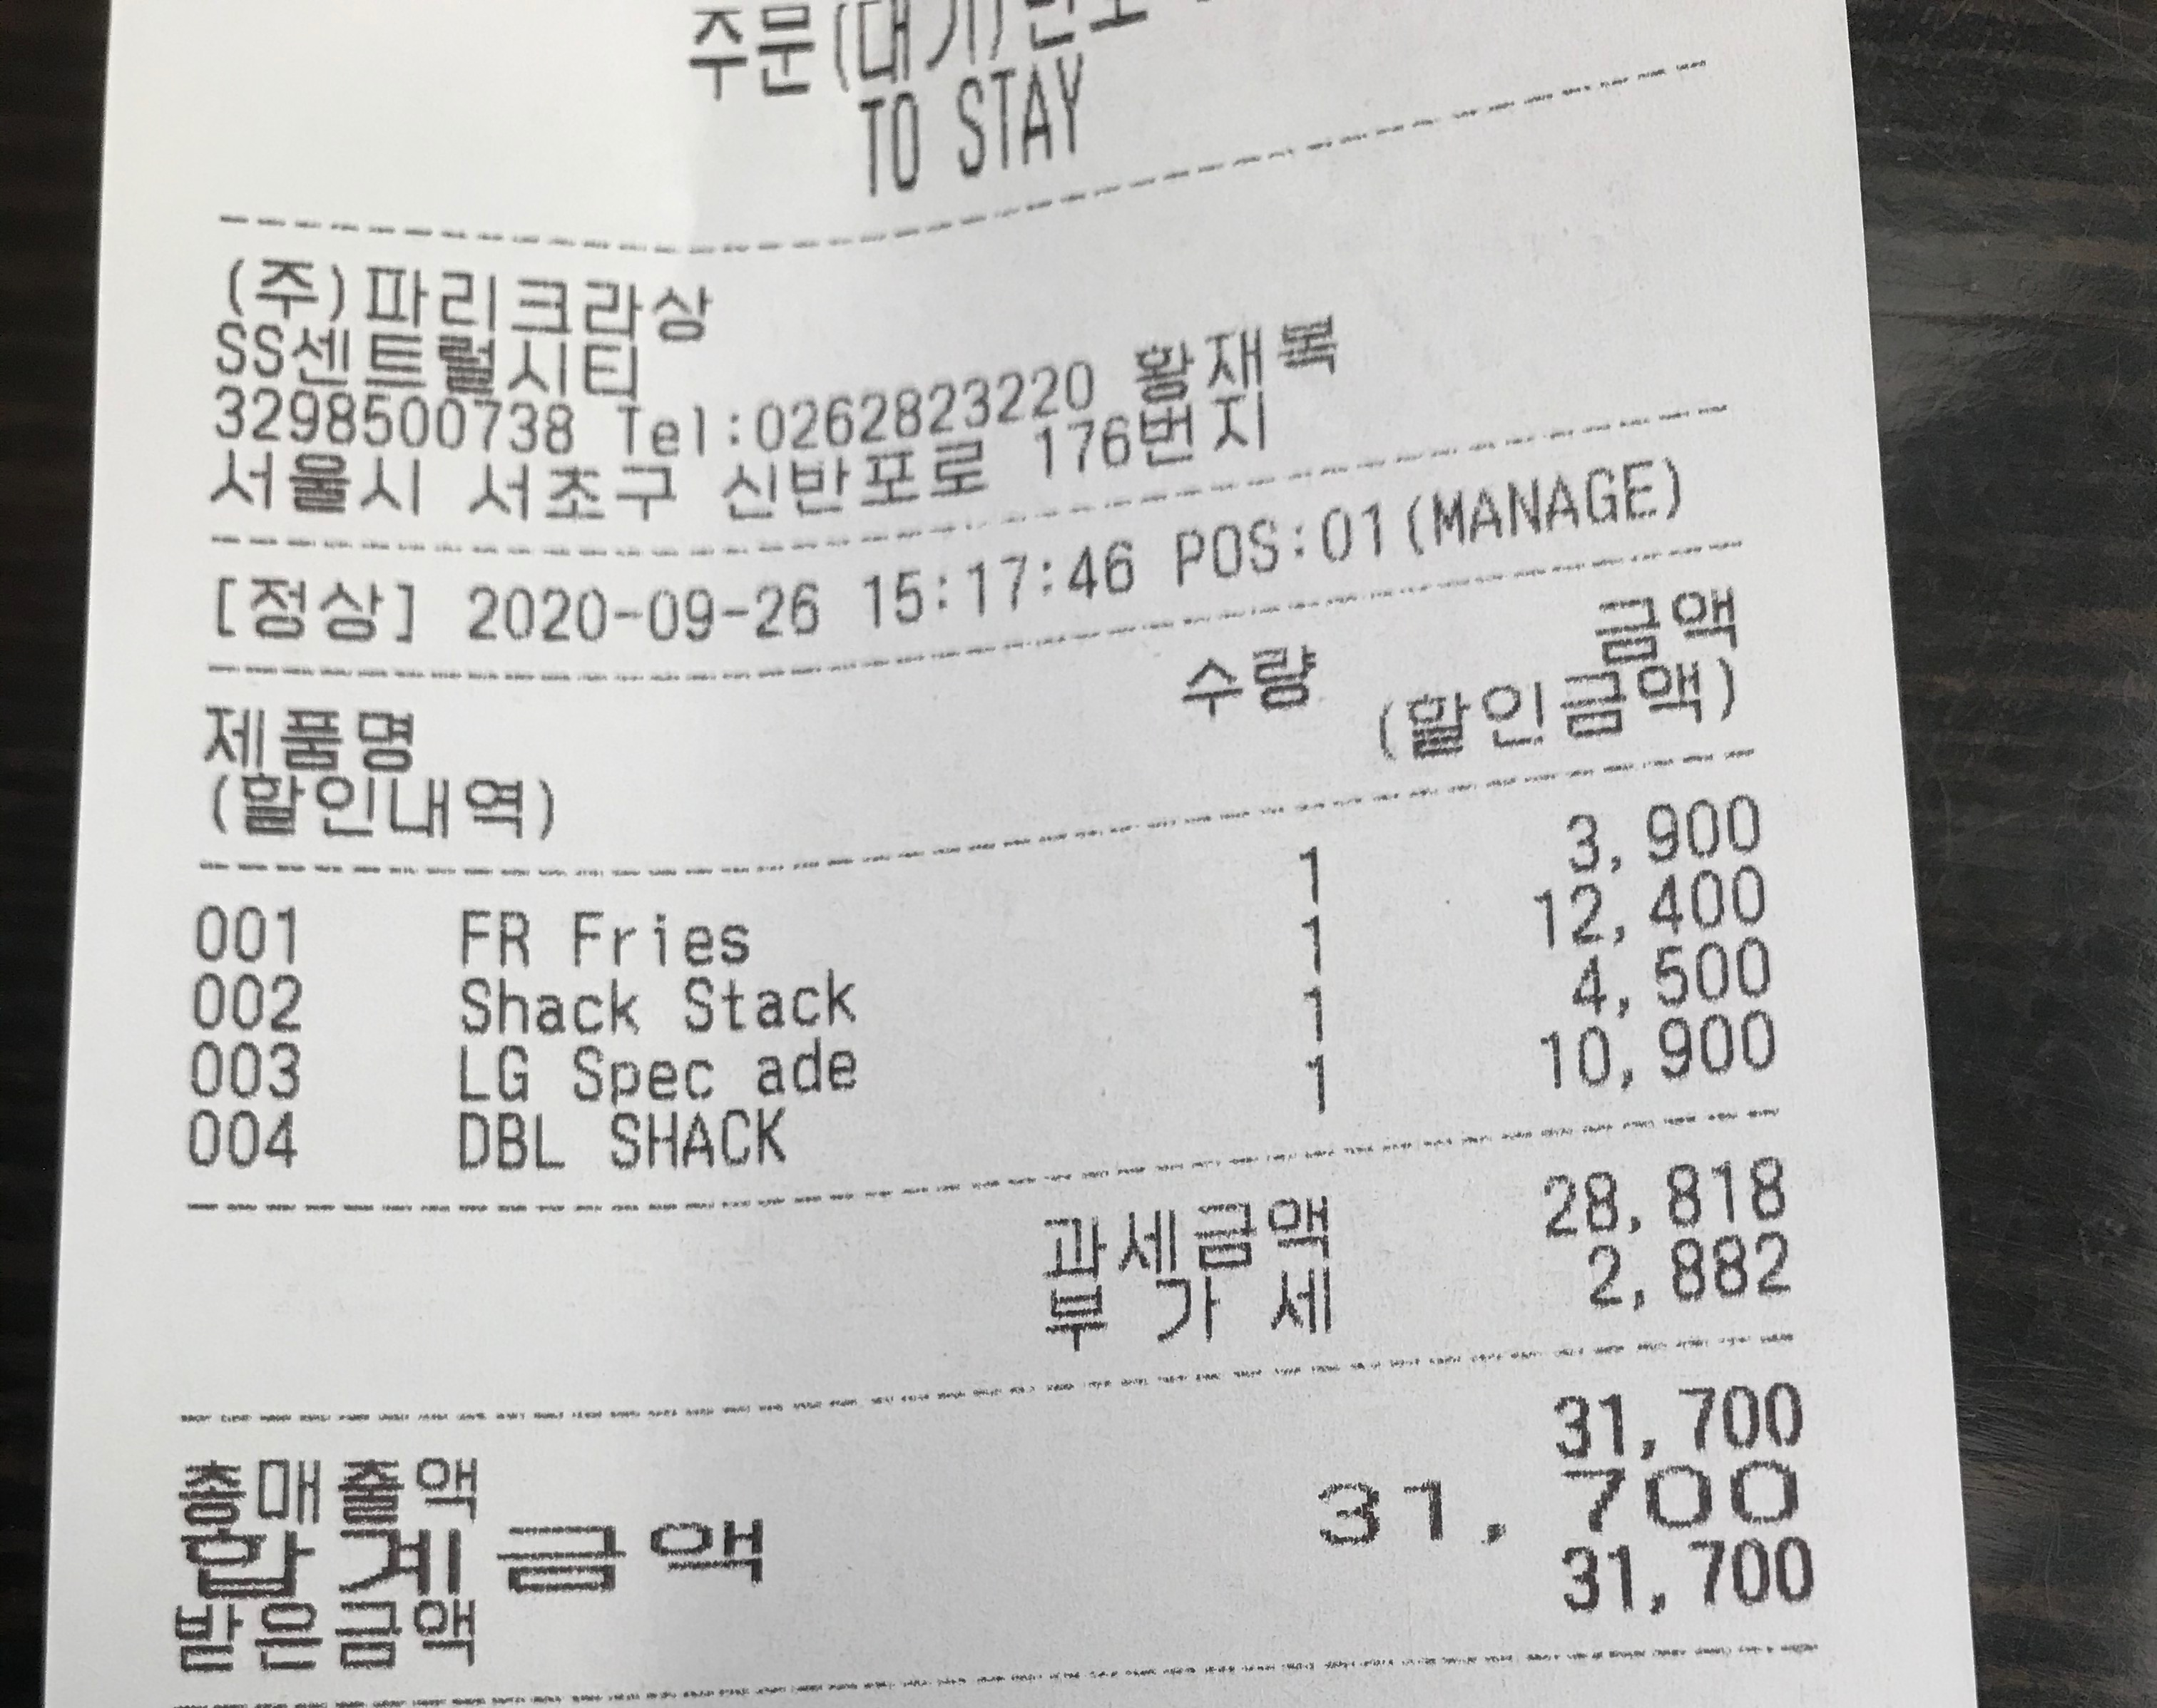 주문(대기)번호
TO STAY
(주)파리크라상
SS센트럴시티
3298500738 Tel:0262823220 황재복
서울시 서초구 신반포로 176번지
[정상] 2020-09-26 15:17:46 POS:01(MANAGE)
제품명 수량 금액
(할인내역) (할인금액)
001 FR Fries 1 3,900
002 Shack Stack 1 12,400
003 LG Spec ade 1 4,500
004 DBL SHACK 1 10,900
과세금액 28,818
부 가 세 2,882
총매출액 31,700
합계금액 31,700
받은금액 31,700